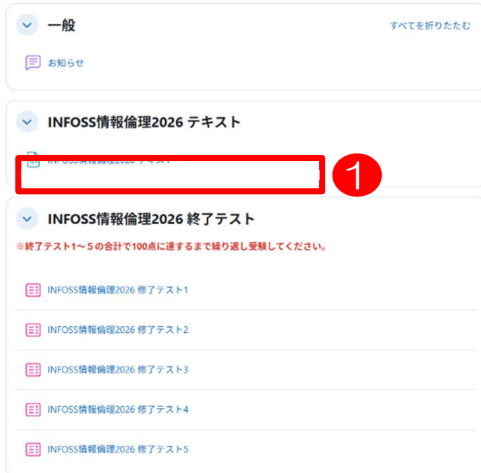 一般
すべてを折りたたむ
お知らせ
INFOSS情報倫理2026 テキスト
INFOSS情報倫理2026 テキスト
1
INFOSS情報倫理2026 終了テスト
※終了テスト1～５の合計で100点に達するまで繰り返し受験してください。
INFOSS情報倫理2026 修了テスト1
INFOSS情報倫理2026 修了テスト2
INFOSS情報倫理2026 修了テスト3
INFOSS情報倫理2026 修了テスト4
INFOSS情報倫理2026 修了テスト5